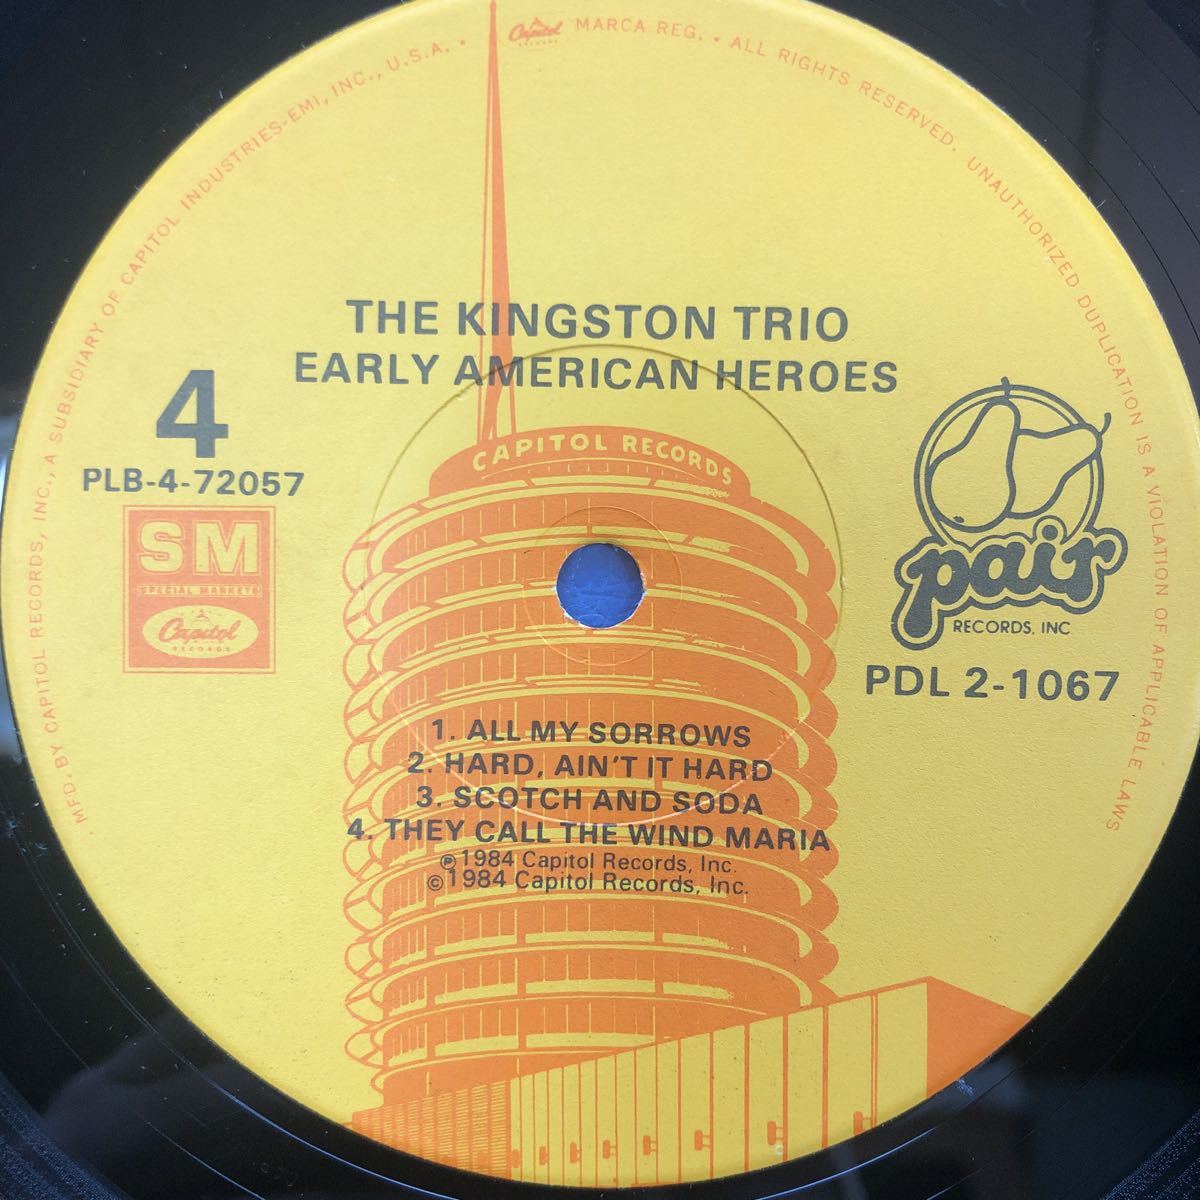 MFD. BY CAPITOL RECORDS, INC., A SUBSIDIARY OF CAPITOL INDUSTRIES-EMI, INC., U.S.A. • Capitol RECORDS MARCA REG. • ALL RIGHTS RESERVED. UNAUTHORIZED DUPLICATION IS A VIOLATION OF APPLICABLE LAWS
THE KINGSTON TRIO
EARLY AMERICAN HEROES
4
PLB-4-72057
SM
SPECIAL MARKETS
Capitol
RECORDS
CAPITOL RECORDS
pair
RECORDS, INC
PDL 2-1067
1. ALL MY SORROWS
2. HARD, AIN'T IT HARD
3. SCOTCH AND SODA
4. THEY CALL THE WIND MARIA
℗ 1984 Capitol Records, Inc.
© 1984 Capitol Records, Inc.